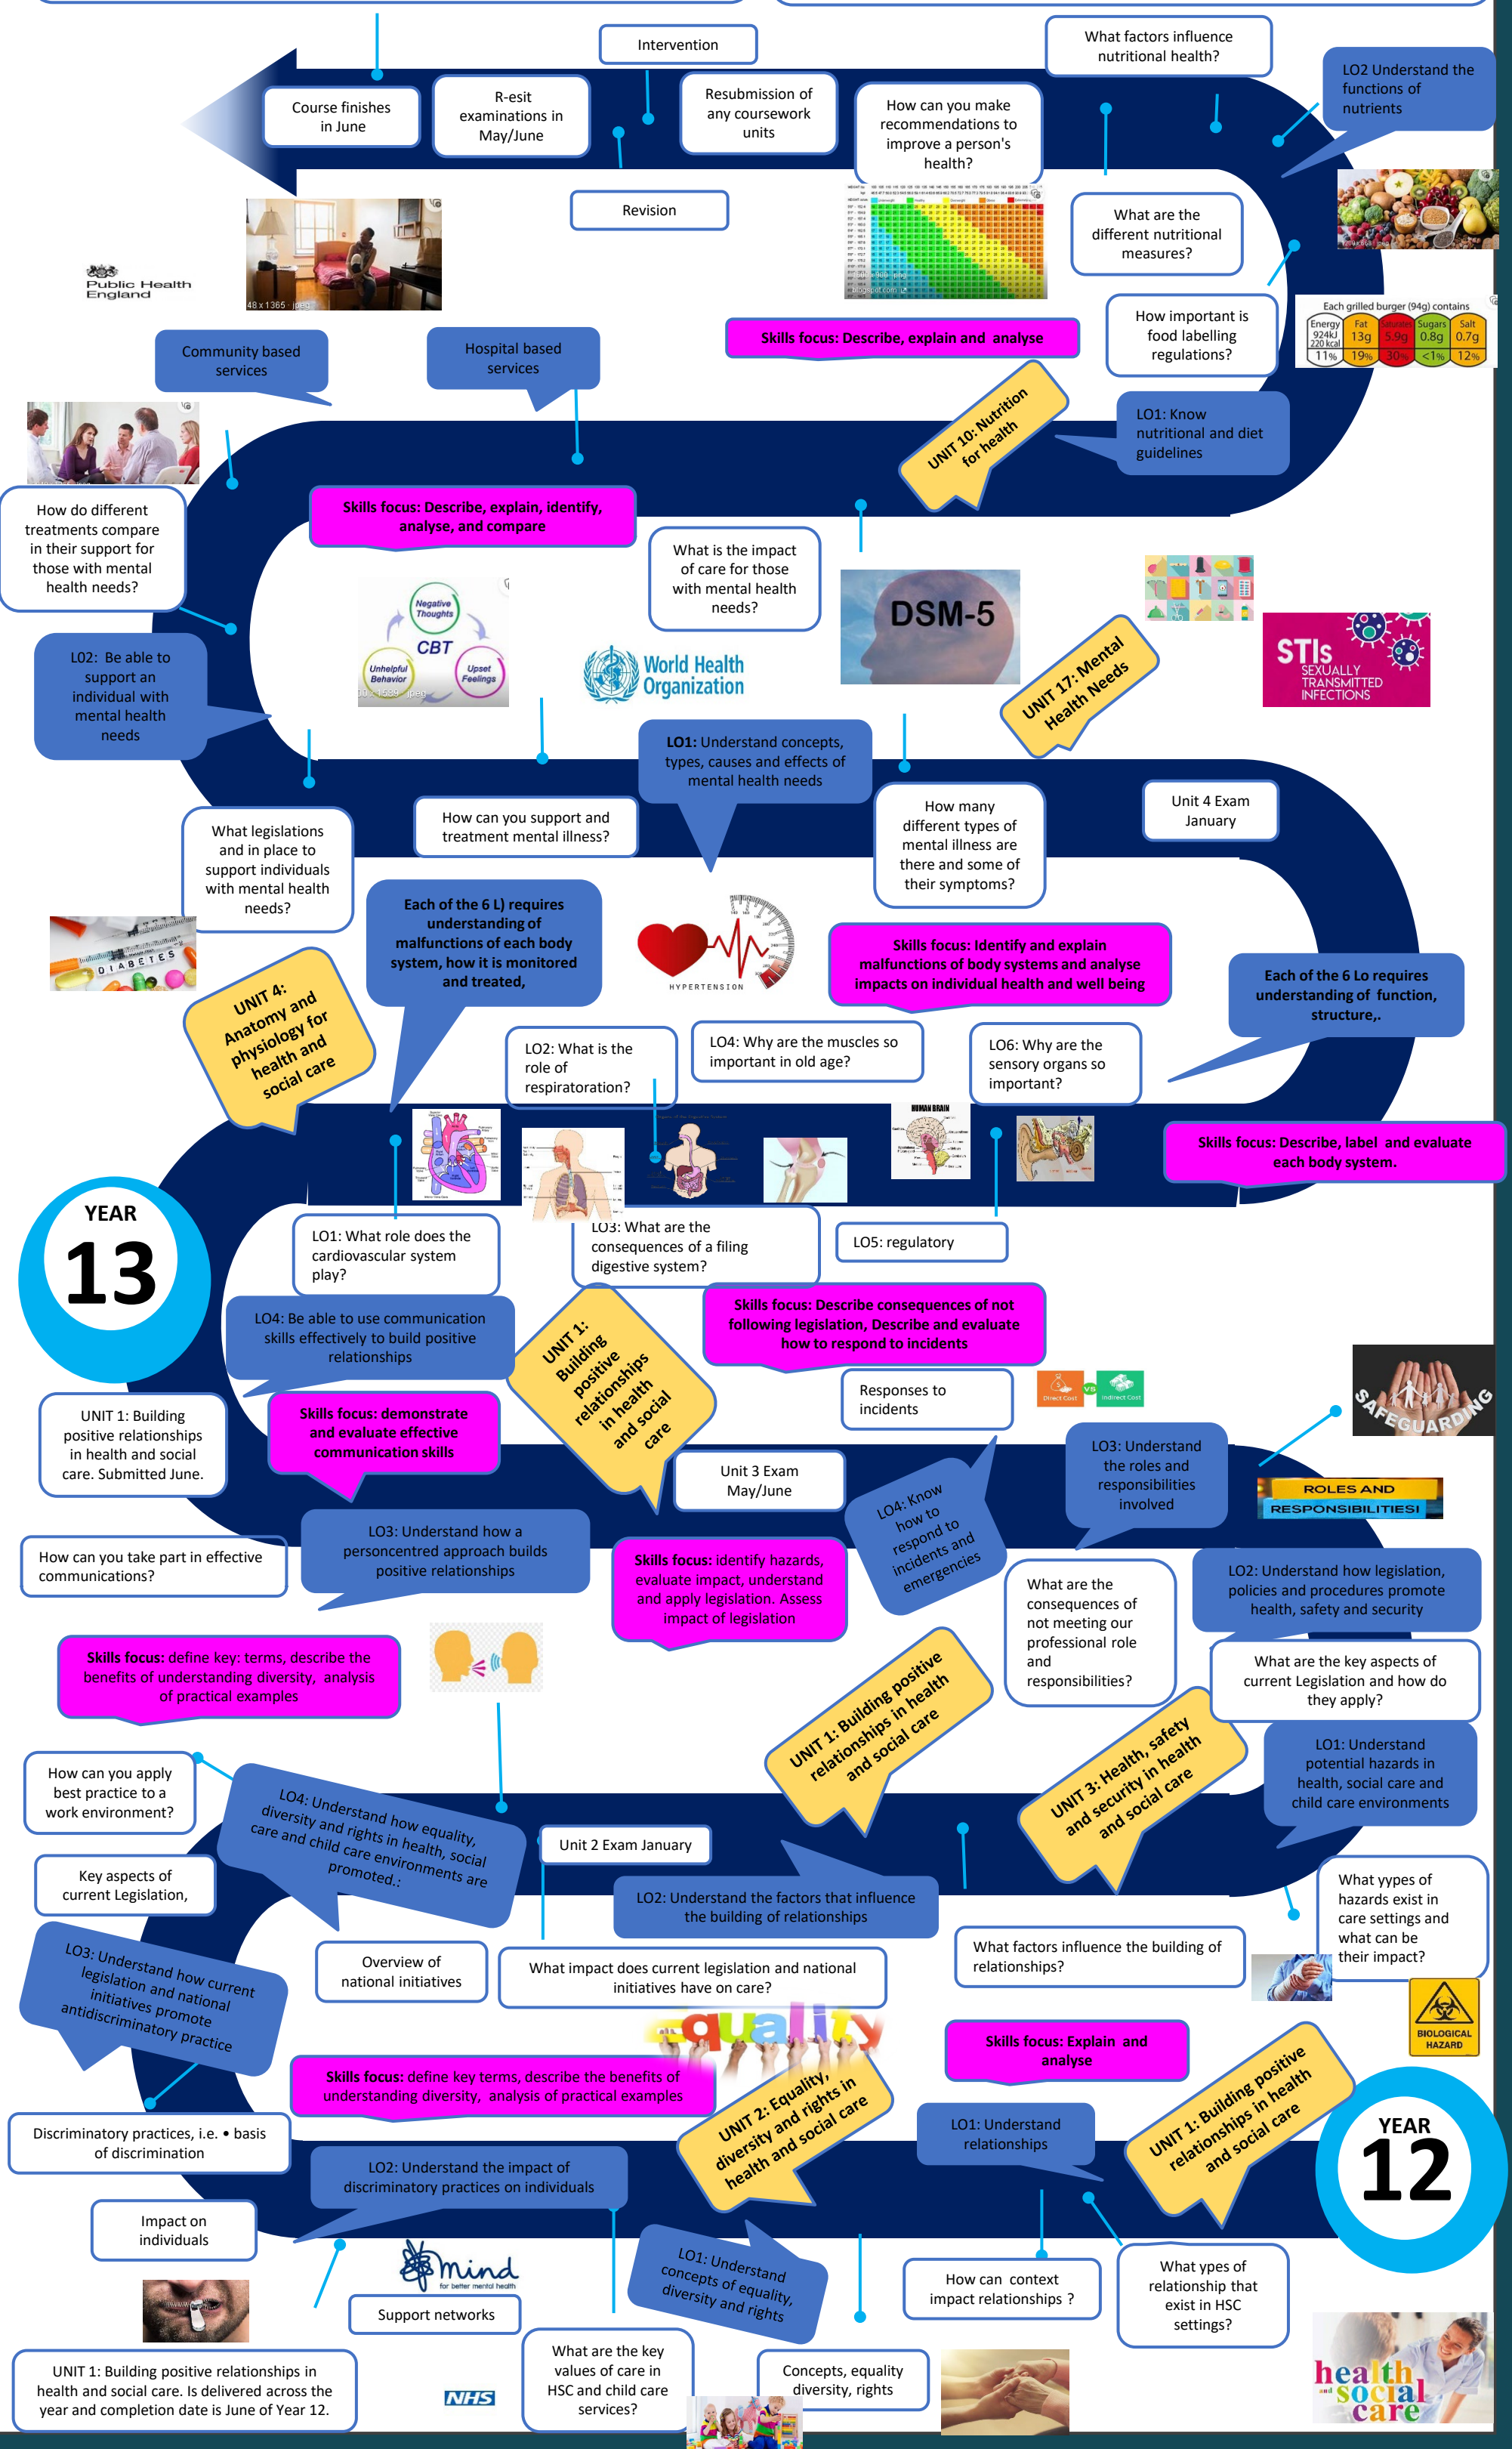 Intervention
What factors influence
nutritional health?
LO2 Understand the
functions of
nutrients
Course finishes
in June
R-esit
examinations in
May/June
Resubmission of
any coursework
units
How can you make
recommendations to
improve a person's
health?
Revision
What are the
different nutritional
measures?
Public Health
England
48 x 1365 · jpeg
How important is
food labelling
regulations?
Each grilled burger (94g) contains
Energy
924kJ
220 kcal
11%
Fat
13g
19%
Saturates
5.9g
30%
Sugars
0.8g
<1%
Salt
0.7g
12%
Skills focus: Describe, explain and analyse
Community based
services
Hospital based
services
UNIT 10: Nutrition
for health
LO1: Know
nutritional and diet
guidelines
How do different
treatments compare
in their support for
those with mental
health needs?
Skills focus: Describe, explain, identify,
analyse, and compare
What is the impact
of care for those
with mental health
needs?
DSM-5
Negative
Thoughts
CBT
Unhelpful
Behavior
Upset
Feelings
World Health
Organization
UNIT 17: Mental
Health Needs
STIs
SEXUALLY
TRANSMITTED
INFECTIONS
L02: Be able to
support an
individual with
mental health
needs
LO1: Understand concepts,
types, causes and effects of
mental health needs
What legislations
and in place to
support individuals
with mental health
needs?
How can you support and
treatment mental illness?
How many
different types of
mental illness are
there and some of
their symptoms?
Unit 4 Exam
January
DIABETES
Each of the 6 L) requires
understanding of
malfunctions of each body
system, how it is monitored
and treated,
HYPERTENSION
Skills focus: Identify and explain
malfunctions of body systems and analyse
impacts on individual health and well being
Each of the 6 Lo requires
understanding of function,
structure,.
UNIT 4:
Anatomy and
physiology for
health and
social care
LO2: What is the
role of
respiratoration?
LO4: Why are the muscles so
important in old age?
LO6: Why are the
sensory organs so
important?
HUMAN BRAIN
Skills focus: Describe, label and evaluate
each body system.
YEAR
13
LO1: What role does the
cardiovascular system
play?
LO3: What are the
consequences of a filing
digestive system?
LO5: regulatory
LO4: Be able to use communication
skills effectively to build positive
relationships
UNIT 1:
Building
positive
relationships
in health
and social
care
Skills focus: Describe consequences of not
following legislation, Describe and evaluate
how to respond to incidents
Responses to
incidents
Direct Cost
VS
Indirect Cost
SAFEGUARDING
UNIT 1: Building
positive relationships
in health and social
care. Submitted June.
Skills focus: demonstrate
and evaluate effective
communication skills
Unit 3 Exam
May/June
LO4: Know
how to
respond to
incidents and
emergencies
LO3: Understand
the roles and
responsibilities
involved
ROLES AND
RESPONSIBILITIES!
How can you take part in effective
communications?
LO3: Understand how a
personcentred approach builds
positive relationships
Skills focus: identify hazards,
evaluate impact, understand
and apply legislation. Assess
impact of legislation
What are the
consequences of
not meeting our
professional role
and
responsibilities?
LO2: Understand how legislation,
policies and procedures promote
health, safety and security
What are the key aspects of
current Legislation and how do
they apply?
Skills focus: define key: terms, describe the
benefits of understanding diversity, analysis
of practical examples
UNIT 1: Building positive
relationships in health
and social care
UNIT 3: Health, safety
and security in health
and social care
LO1: Understand
potential hazards in
health, social care and
child care environments
How can you apply
best practice to a
work environment?
LO4: Understand how equality,
diversity and rights in health, social
care and child care environments are
promoted.:
Unit 2 Exam January
Key aspects of
current Legislation,
LO2: Understand the factors that influence
the building of relationships
What yypes of
hazards exist in
care settings and
what can be
their impact?
LO3: Understand how current
legislation and national
initiatives promote
antidiscriminatory practice
Overview of
national initiatives
What impact does current legislation and national
initiatives have on care?
What factors influence the building of
relationships?
BIOLOGICAL
HAZARD
equality
Skills focus: define key terms, describe the benefits of
understanding diversity, analysis of practical examples
Skills focus: Explain and
analyse
UNIT 2: Equality,
diversity and rights in
health and social care
LO1: Understand
relationships
UNIT 1: Building positive
relationships in health
and social care
YEAR
12
Discriminatory practices, i.e. • basis
of discrimination
LO2: Understand the impact of
discriminatory practices on individuals
Impact on
individuals
mind
for better mental health
Support networks
LO1: Understand
concepts of equality,
diversity and rights
How can context
impact relationships ?
What ypes of
relationship that
exist in HSC
settings?
UNIT 1: Building positive relationships in
health and social care. Is delivered across the
year and completion date is June of Year 12.
NHS
What are the key
values of care in
HSC and child care
services?
Concepts, equality
diversity, rights
health
and social
care